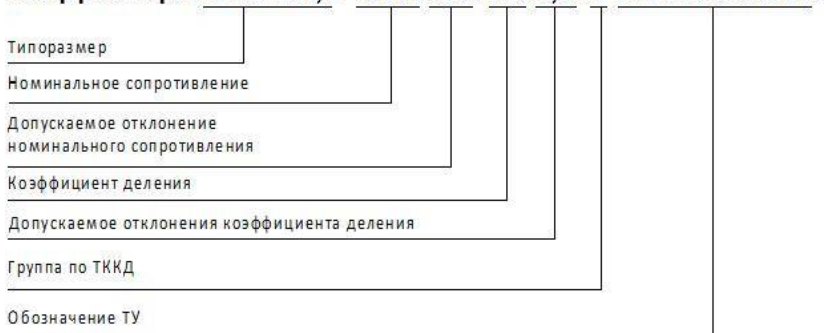 Типоразмер
Номинальное сопротивление
Допускаемое отклонение
номинального сопротивления
Коэффициент деления
Допускаемое отклонения коэффициента деления
Группа по ТККД
Обозначение ТУ